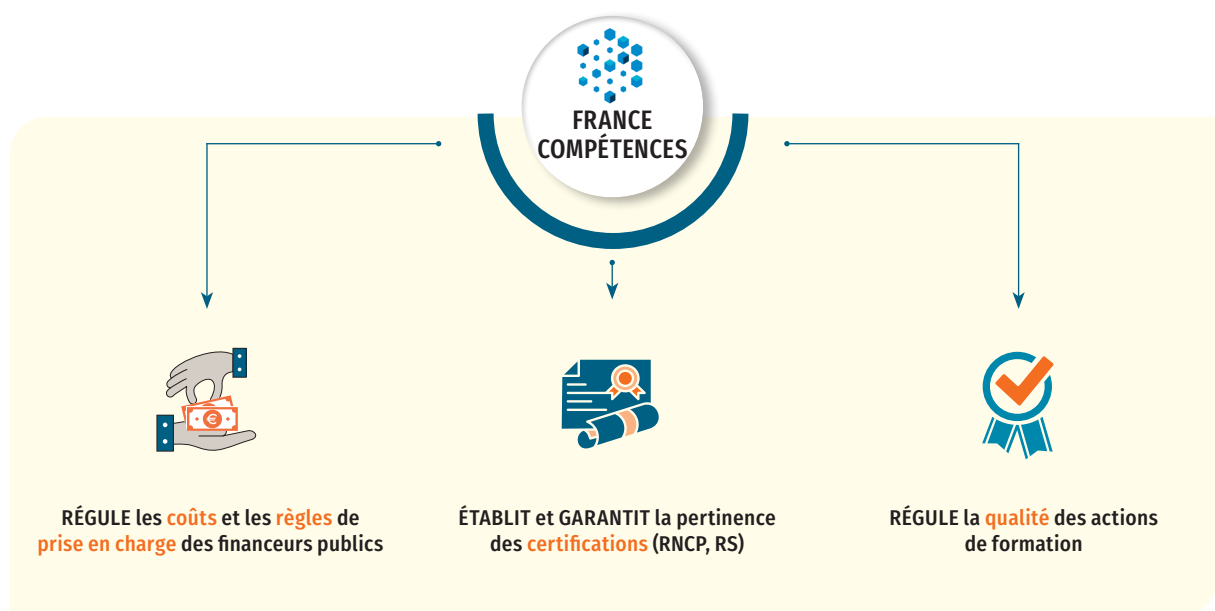 FRANCE
COMPÉTENCES
RÉGULE les coûts et les règles de
prise en charge des financeurs publics
ÉTABLIT et GARANTIT la pertinence
des certifications (RNCP, RS)
RÉGULE la qualité des actions
de formation